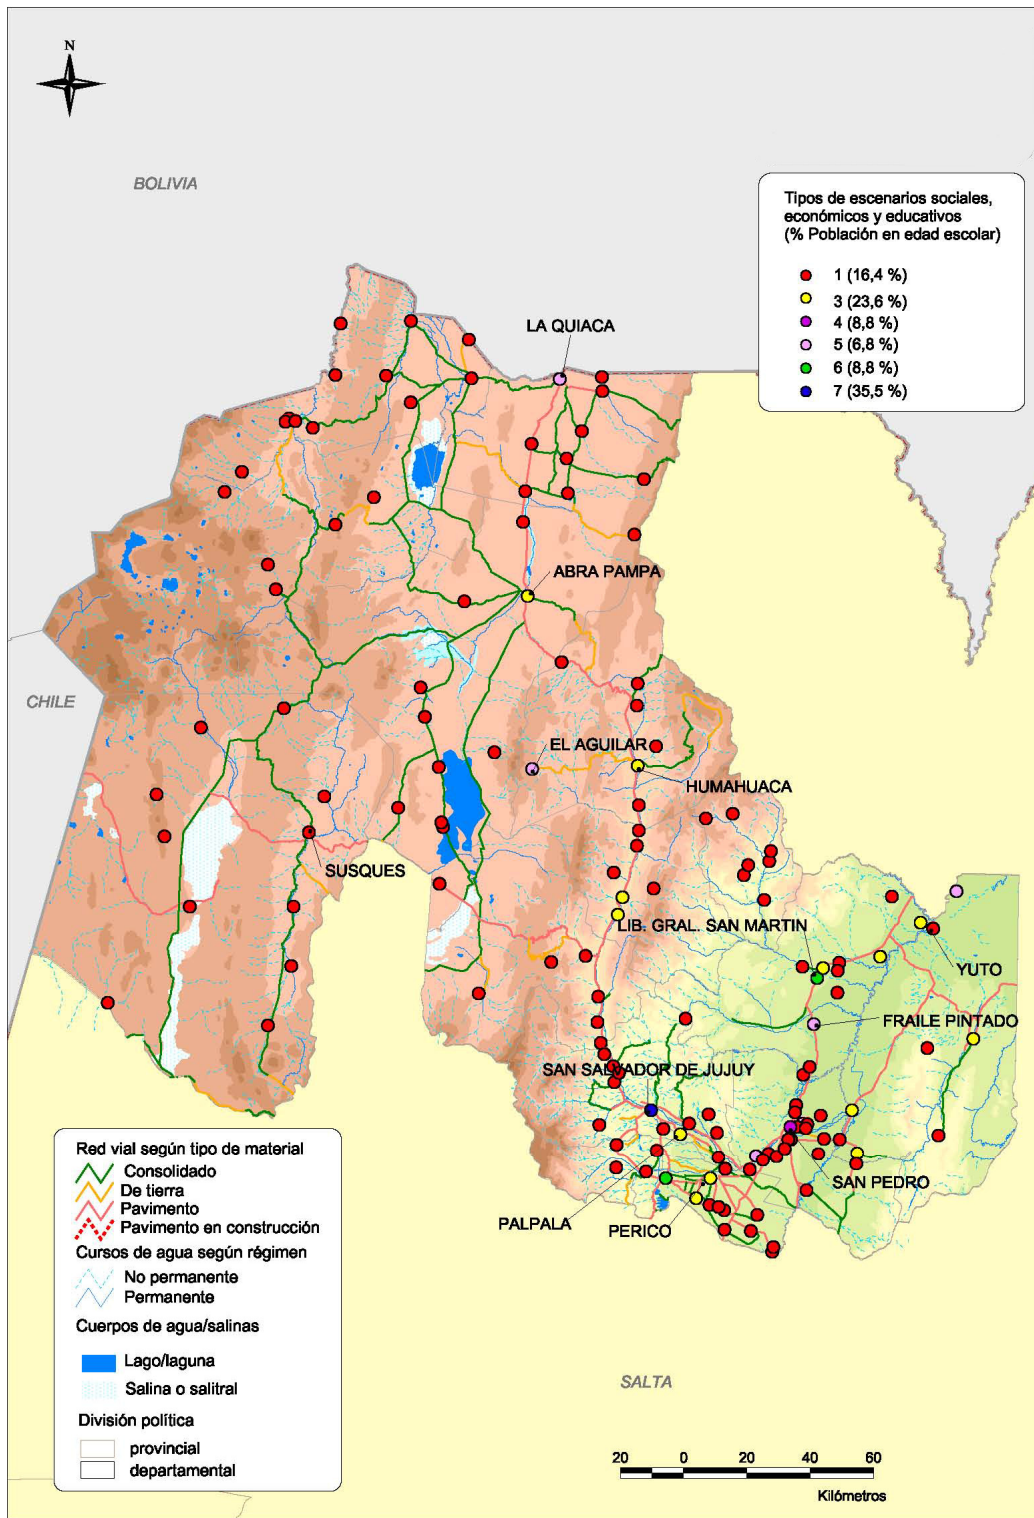 N
BOLIVIA
Tipos de escenarios sociales,
económicos y educativos
(% Población en edad escolar)
1 (16,4 %)
3 (23,6 %)
4 (8,8 %)
5 (6,8 %)
6 (8,8 %)
7 (35,5 %)
LA QUIACA
ABRA PAMPA
CHILE
EL AGUILAR
HUMAHUACA
SUSQUES
LIB. GRAL. SAN MARTIN
YUTO
FRAILE PINTADO
SAN SALVADOR DE JUJUY
SAN PEDRO
PALPALA
PERICO
Red vial según tipo de material
Consolidado
De tierra
Pavimento
Pavimento en construcción
Cursos de agua según régimen
No permanente
Permanente
Cuerpos de agua/salinas
Lago/laguna
Salina o salitral
División política
provincial
departamental
SALTA
20 0 20 40 60
Kilómetros